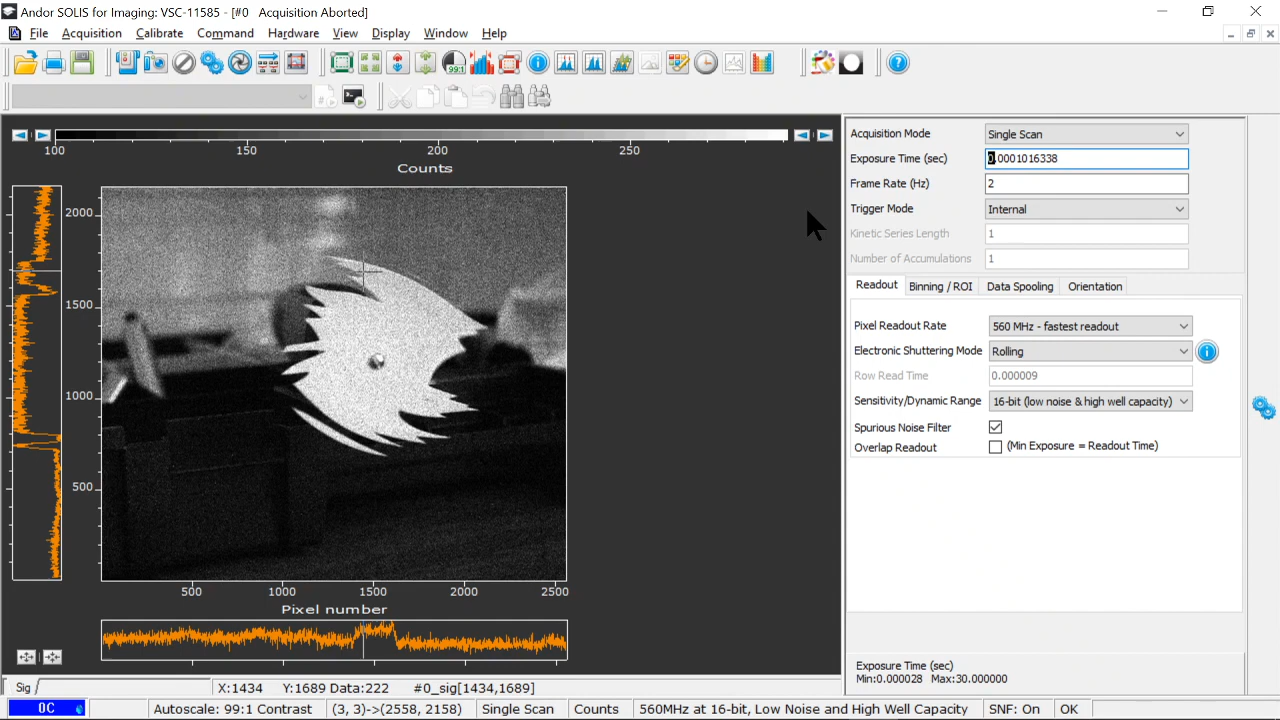 Andor SOLIS for Imaging: VSC-11585 - [#0   Acquisition Aborted]
File Acquisition Calibrate Command Hardware View Display Window Help
99:1
100 150 200 250
Counts
Acquisition Mode Single Scan
Exposure Time (sec) 0.0001016338
Frame Rate (Hz) 2
Trigger Mode Internal
Kinetic Series Length 1
Number of Accumulations 1
Readout Binning / ROI Data Spooling Orientation
Pixel Readout Rate 560 MHz - fastest readout
Electronic Shuttering Mode Rolling
Row Read Time 0.000009
Sensitivity/Dynamic Range 16-bit (low noise & high well capacity)
Spurious Noise Filter
Overlap Readout (Min Exposure = Readout Time)
2000
1500
1000
500
500 1000 1500 2000 2500
Pixel number
Exposure Time (sec)
Min:0.000028 Max:30.000000
Sig X:1434 Y:1689 Data:222 #0_sig[1434,1689]
0C Autoscale: 99:1 Contrast (3, 3)->(2558, 2158) Single Scan Counts 560MHz at 16-bit, Low Noise and High Well Capacity SNF: On OK